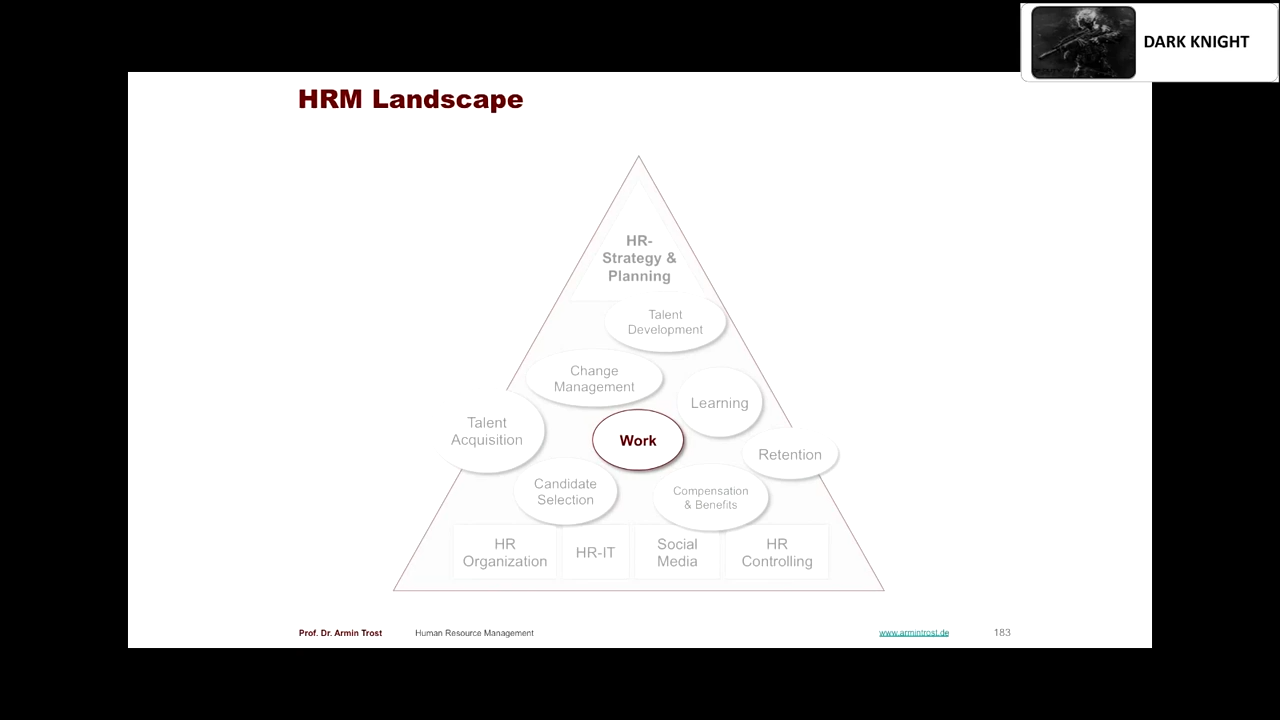 DARK KNIGHT
HRM Landscape
HR-
Strategy &
Planning
Talent
Development
Change
Management
Learning
Talent
Acquisition
Work
Retention
Candidate
Selection
Compensation
& Benefits
HR
Organization
HR-IT
Social
Media
HR
Controlling
Prof. Dr. Armin Trost
Human Resource Management
www.armintrost.de
183